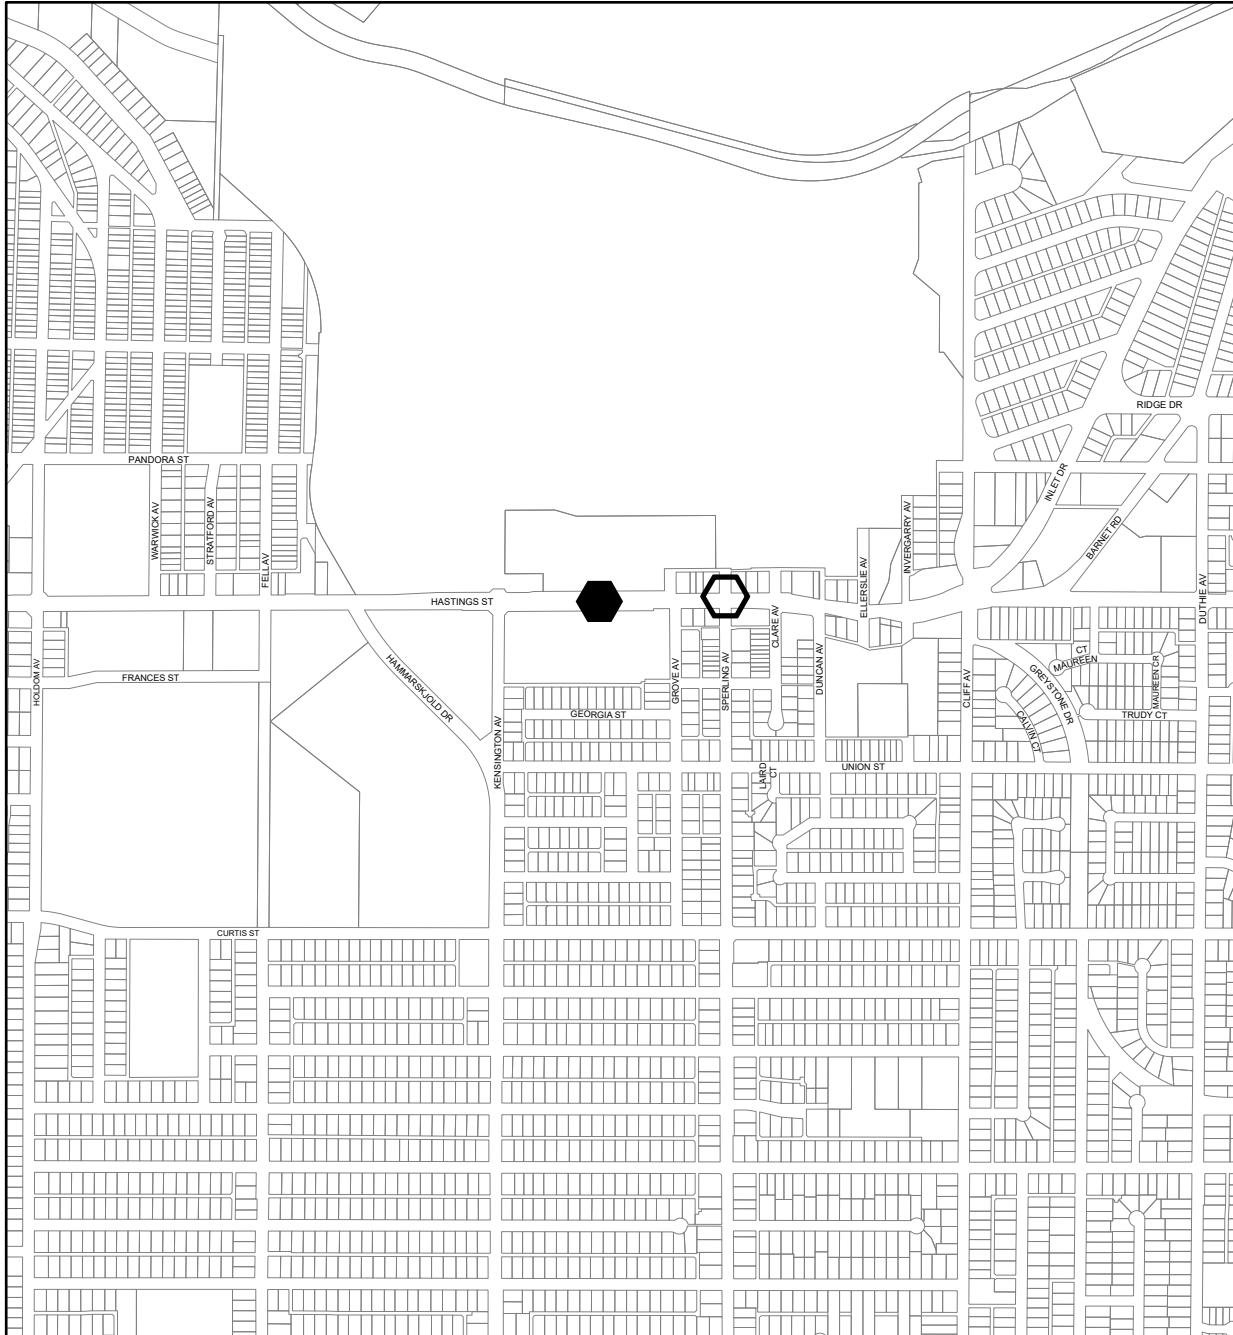 RIDGE DR
PANDORA ST
INLET DR
WARWICK AV
STRATFORD AV
BARNET RD
INVERGARRY AV
FELL AV
ELLERSLIE AV
DUTHIE AV
HASTINGS ST
CLARE AV
HOLDOM AV
FRANCES ST
HAMMARSKJOLD DR
GROVE AV
SPERLING AV
DUNCAN AV
CLIFF AV
CT
MAUREEN
GREYSTONE DR
MAUREEN CR
KENSINGTON AV
GEORGIA ST
CALVIN CT
TRUDY CT
LAIRD
CT
UNION ST
CURTIS ST